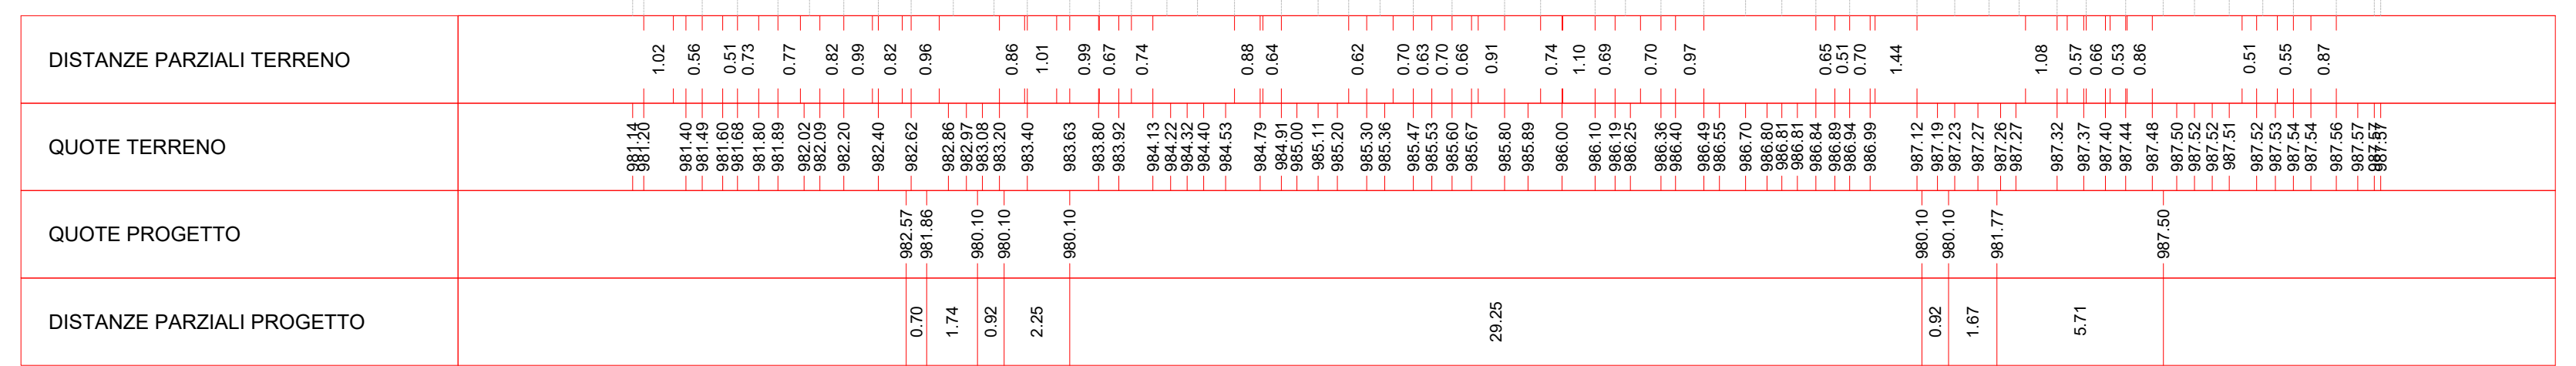 DISTANZE PARZIALI TERRENO 1.02 0.56 0.51 0.73 0.77 0.82 0.99 0.82 0.96 0.86 1.01 0.99 0.67 0.74 0.88 0.64 0.62 0.70 0.63 0.70 0.66 0.91 0.74 1.10 0.69 0.70 0.97 0.65 0.51 0.70 1.44 1.08 0.57 0.66 0.53 0.86 0.51 0.55 0.87
QUOTE TERRENO 981.14 981.20 981.40 981.49 981.60 981.68 981.80 981.89 982.02 982.09 982.20 982.40 982.62 982.86 982.97 983.08 983.20 983.40 983.63 983.80 983.92 984.13 984.22 984.32 984.40 984.53 984.79 984.91 985.00 985.11 985.20 985.30 985.36 985.47 985.53 985.60 985.67 985.80 985.89 986.00 986.10 986.19 986.25 986.36 986.40 986.49 986.55 986.70 986.80 986.81 986.81 986.84 986.89 986.94 986.99 987.12 987.19 987.23 987.27 987.26 987.27 987.32 987.37 987.40 987.44 987.48 987.50 987.52 987.52 987.51 987.52 987.53 987.54 987.54 987.56 987.57 987.57 987.57
QUOTE PROGETTO 982.57 981.86 980.10 980.10 980.10 980.10 980.10 981.77 987.50
DISTANZE PARZIALI PROGETTO 0.70 1.74 0.92 2.25 29.25 0.92 1.67 5.71